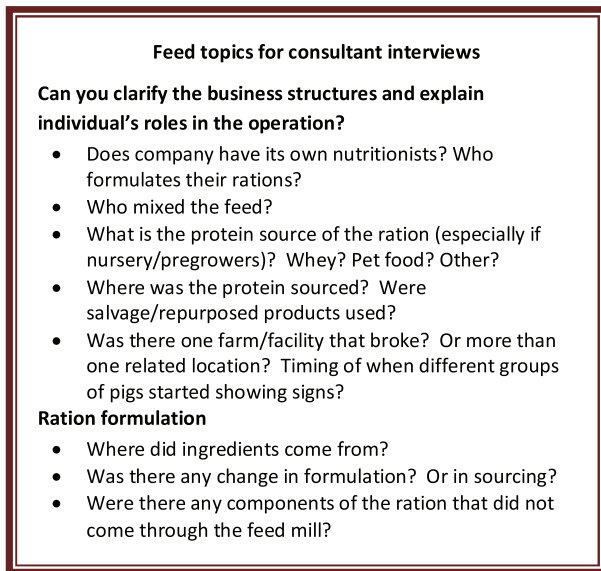 Feed topics for consultant interviews
Can you clarify the business structures and explain
individual's roles in the operation?
• Does company have its own nutritionists? Who
formulates their rations?
• Who mixed the feed?
• What is the protein source of the ration (especially if
nursery/pregrowers)?  Whey? Pet food? Other?
• Where was the protein sourced?  Were
salvage/repurposed products used?
• Was there one farm/facility that broke?  Or more than
one related location?  Timing of when different groups
of pigs started showing signs?
Ration formulation
• Where did ingredients come from?
• Was there any change in formulation?  Or in sourcing?
• Were there any components of the ration that did not
come through the feed mill?